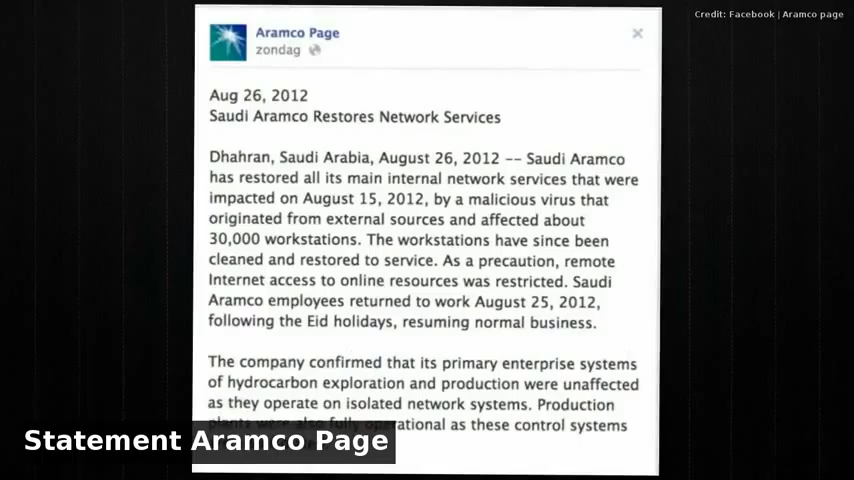 Credit: Facebook | Aramco page
Aramco Page
zondag
Aug 26, 2012
Saudi Aramco Restores Network Services
Dhahran, Saudi Arabia, August 26, 2012 -- Saudi Aramco
has restored all its main internal network services that were
impacted on August 15, 2012, by a malicious virus that
originated from external sources and affected about
30,000 workstations. The workstations have since been
cleaned and restored to service. As a precaution, remote
Internet access to online resources was restricted. Saudi
Aramco employees returned to work August 25, 2012,
following the Eid holidays, resuming normal business.
The company confirmed that its primary enterprise systems
of hydrocarbon exploration and production were unaffected
as they operate on isolated network systems. Production
plants were also fully operational as these control systems
Statement Aramco Page